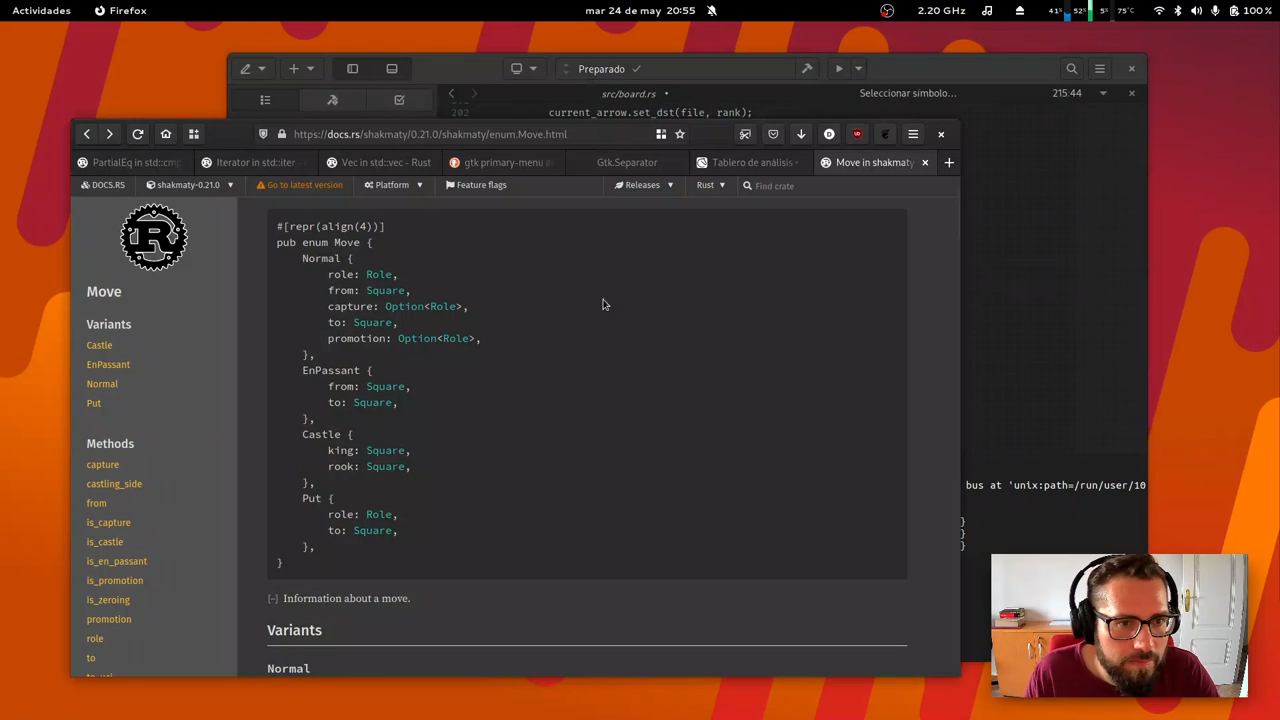 Actividades
Firefox
mar 24 de may 20:55
2.20 GHz
41%
52%
5%
75°C
100 %
Preparado
src/board.rs •
Seleccionar símbolo...
215:44
202 current_arrow.set_dst(file, rank);
https://docs.rs/shakmaty/0.21.0/shakmaty/enum.Move.html
PartialEq in std::cmp
Iterator in std::iter -
Vec in std::vec - Rust
gtk primary-menu
Gtk.Separator
Tablero de análisis
Move in shakmaty
DOCS.RS
shakmaty-0.21.0
Go to latest version
Platform
Feature flags
Releases
Rust
Find crate
Move
Variants
Castle
EnPassant
Normal
Put
Methods
capture
castling_side
from
is_capture
is_castle
is_en_passant
is_promotion
is_zeroing
promotion
role
to
to_uci
#[repr(align(4))]
pub enum Move {
Normal {
role: Role,
from: Square,
capture: Option<Role>,
to: Square,
promotion: Option<Role>,
},
EnPassant {
from: Square,
to: Square,
},
Castle {
king: Square,
rook: Square,
},
Put {
role: Role,
to: Square,
},
}
[−] Information about a move.
Variants
Normal
bus at 'unix:path=/run/user/10
}
}
}